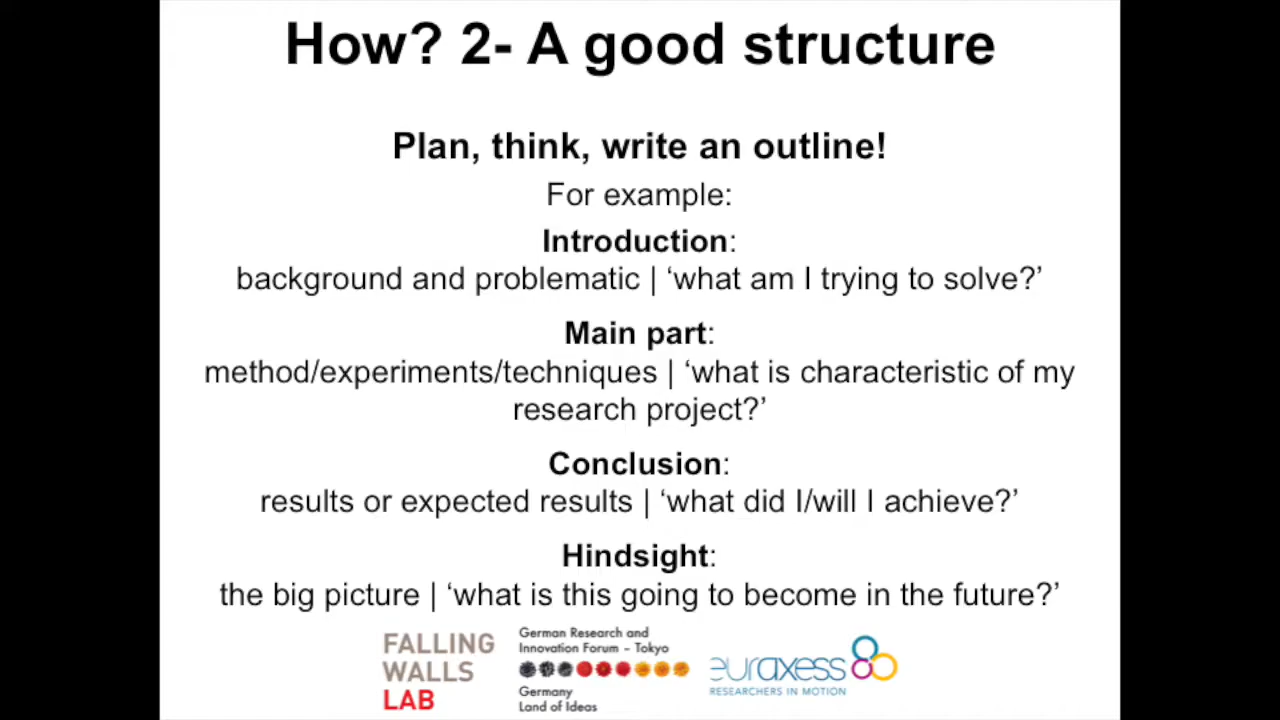 How? 2- A good structure
Plan, think, write an outline!
For example:
Introduction:
background and problematic | ‘what am I trying to solve?’
Main part:
method/experiments/techniques | ‘what is characteristic of my
research project?’
Conclusion:
results or expected results | ‘what did I/will I achieve?’
Hindsight:
the big picture | ‘what is this going to become in the future?’
FALLING
WALLS
LAB
German Research and
Innovation Forum – Tokyo
Germany
Land of Ideas
euraxess
RESEARCHERS IN MOTION